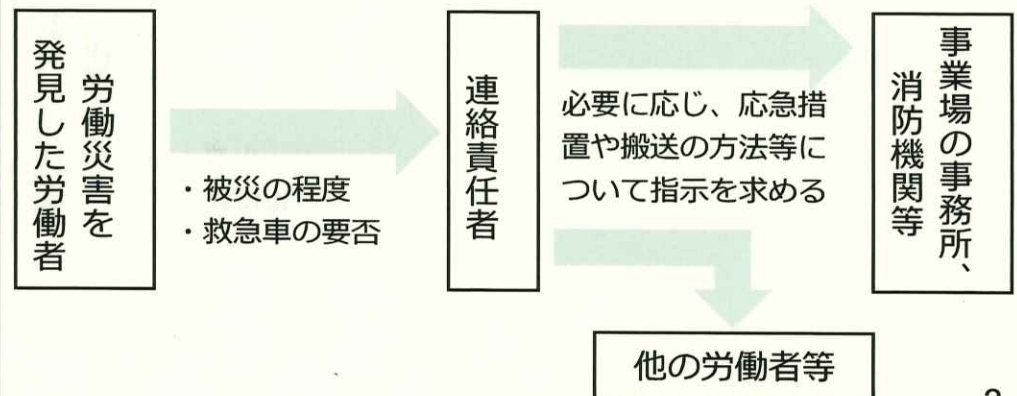 労働災害を
発見した労働者
・被災の程度
・救急車の要否
連絡責任者
必要に応じ、応急措
置や搬送の方法等に
ついて指示を求める
事業場の事務所、
消防機関等
他の労働者等